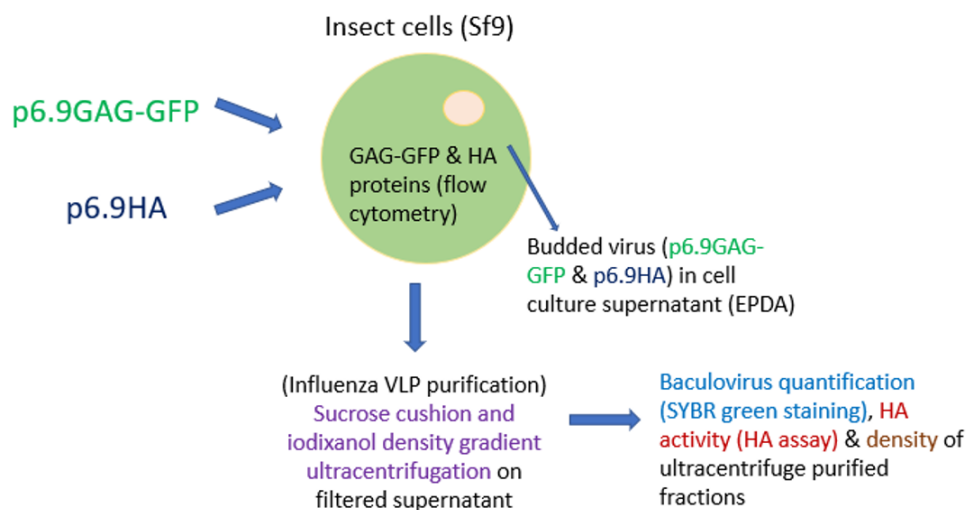 Insect cells (Sf9)
p6.9GAG-GFP
p6.9HA
GAG-GFP & HA
proteins (flow
cytometry)
Budded virus (p6.9GAG-
GFP & p6.9HA) in cell
culture supernatant (EPDA)
(Influenza VLP purification)
Sucrose cushion and
iodixanol density gradient
ultracentrifugation on
filtered supernatant
Baculovirus quantification
(SYBR green staining), HA
activity (HA assay) & density of
ultracentrifuge purified
fractions